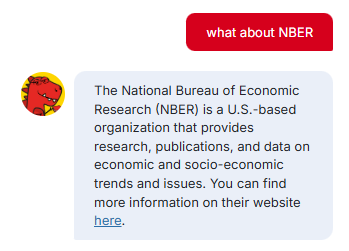 what about NBER
The National Bureau of Economic
Research (NBER) is a U.S.-based
organization that provides
research, publications, and data on
economic and socio-economic
trends and issues. You can find
more information on their website
here.